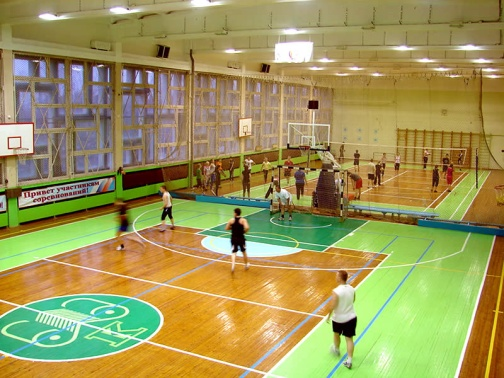 Привет участникам
соревнований!